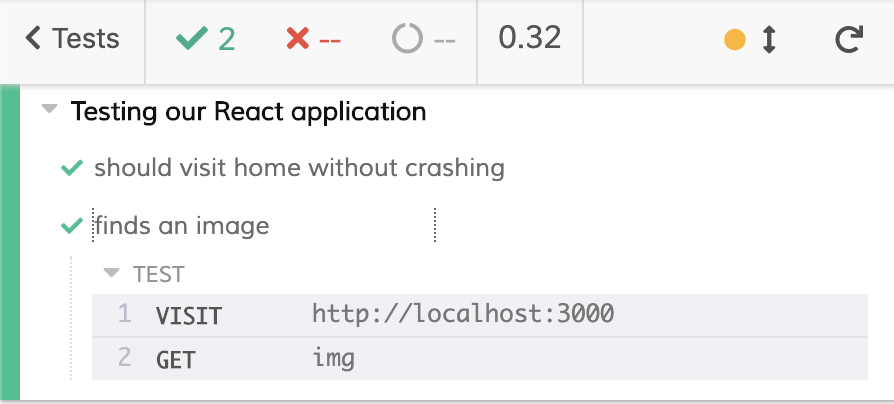 Tests 2 -- -- 0.32
Testing our React application
should visit home without crashing
finds an image
TEST
1 VISIT http://localhost:3000
2 GET img